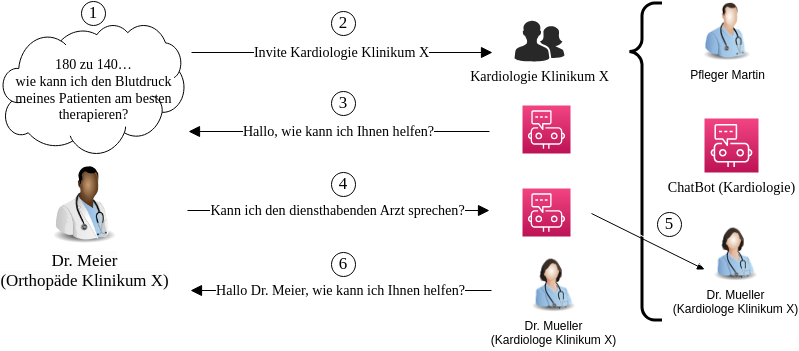 1
180 zu 140…
wie kann ich den Blutdruck
meines Patienten am besten
therapieren?
Dr. Meier
(Orthopäde Klinikum X)
2
Invite Kardiologie Klinikum X
Kardiologie Klinikum X
3
Hallo, wie kann ich Ihnen helfen?
4
Kann ich den diensthabenden Arzt sprechen?
5
6
Hallo Dr. Meier, wie kann ich Ihnen helfen?
Dr. Mueller
(Kardiologe Klinikum X)
Pfleger Martin
ChatBot (Kardiologie)
Dr. Mueller
(Kardiologe Klinikum X)